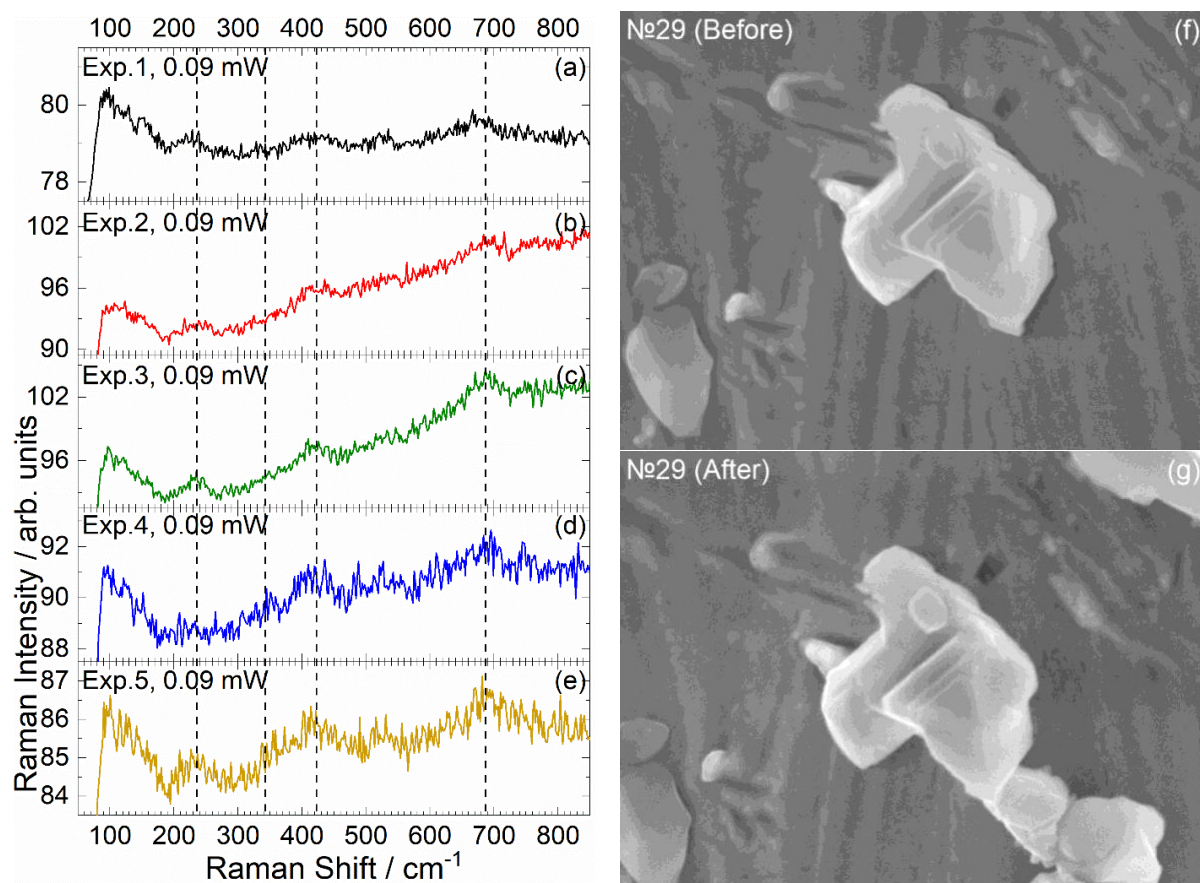 100 200 300 400 500 600 700 800
Exp.1, 0.09 mW (a)
80
78
Exp.2, 0.09 mW (b)
102
96
90
Exp.3, 0.09 mW (c)
102
96
Exp.4, 0.09 mW (d)
92
90
88
Exp.5, 0.09 mW (e)
87
86
85
84
100 200 300 400 500 600 700 800
Raman Shift / cm⁻¹
Raman Intensity / arb. units
№29 (Before) (f)
№29 (After) (g)